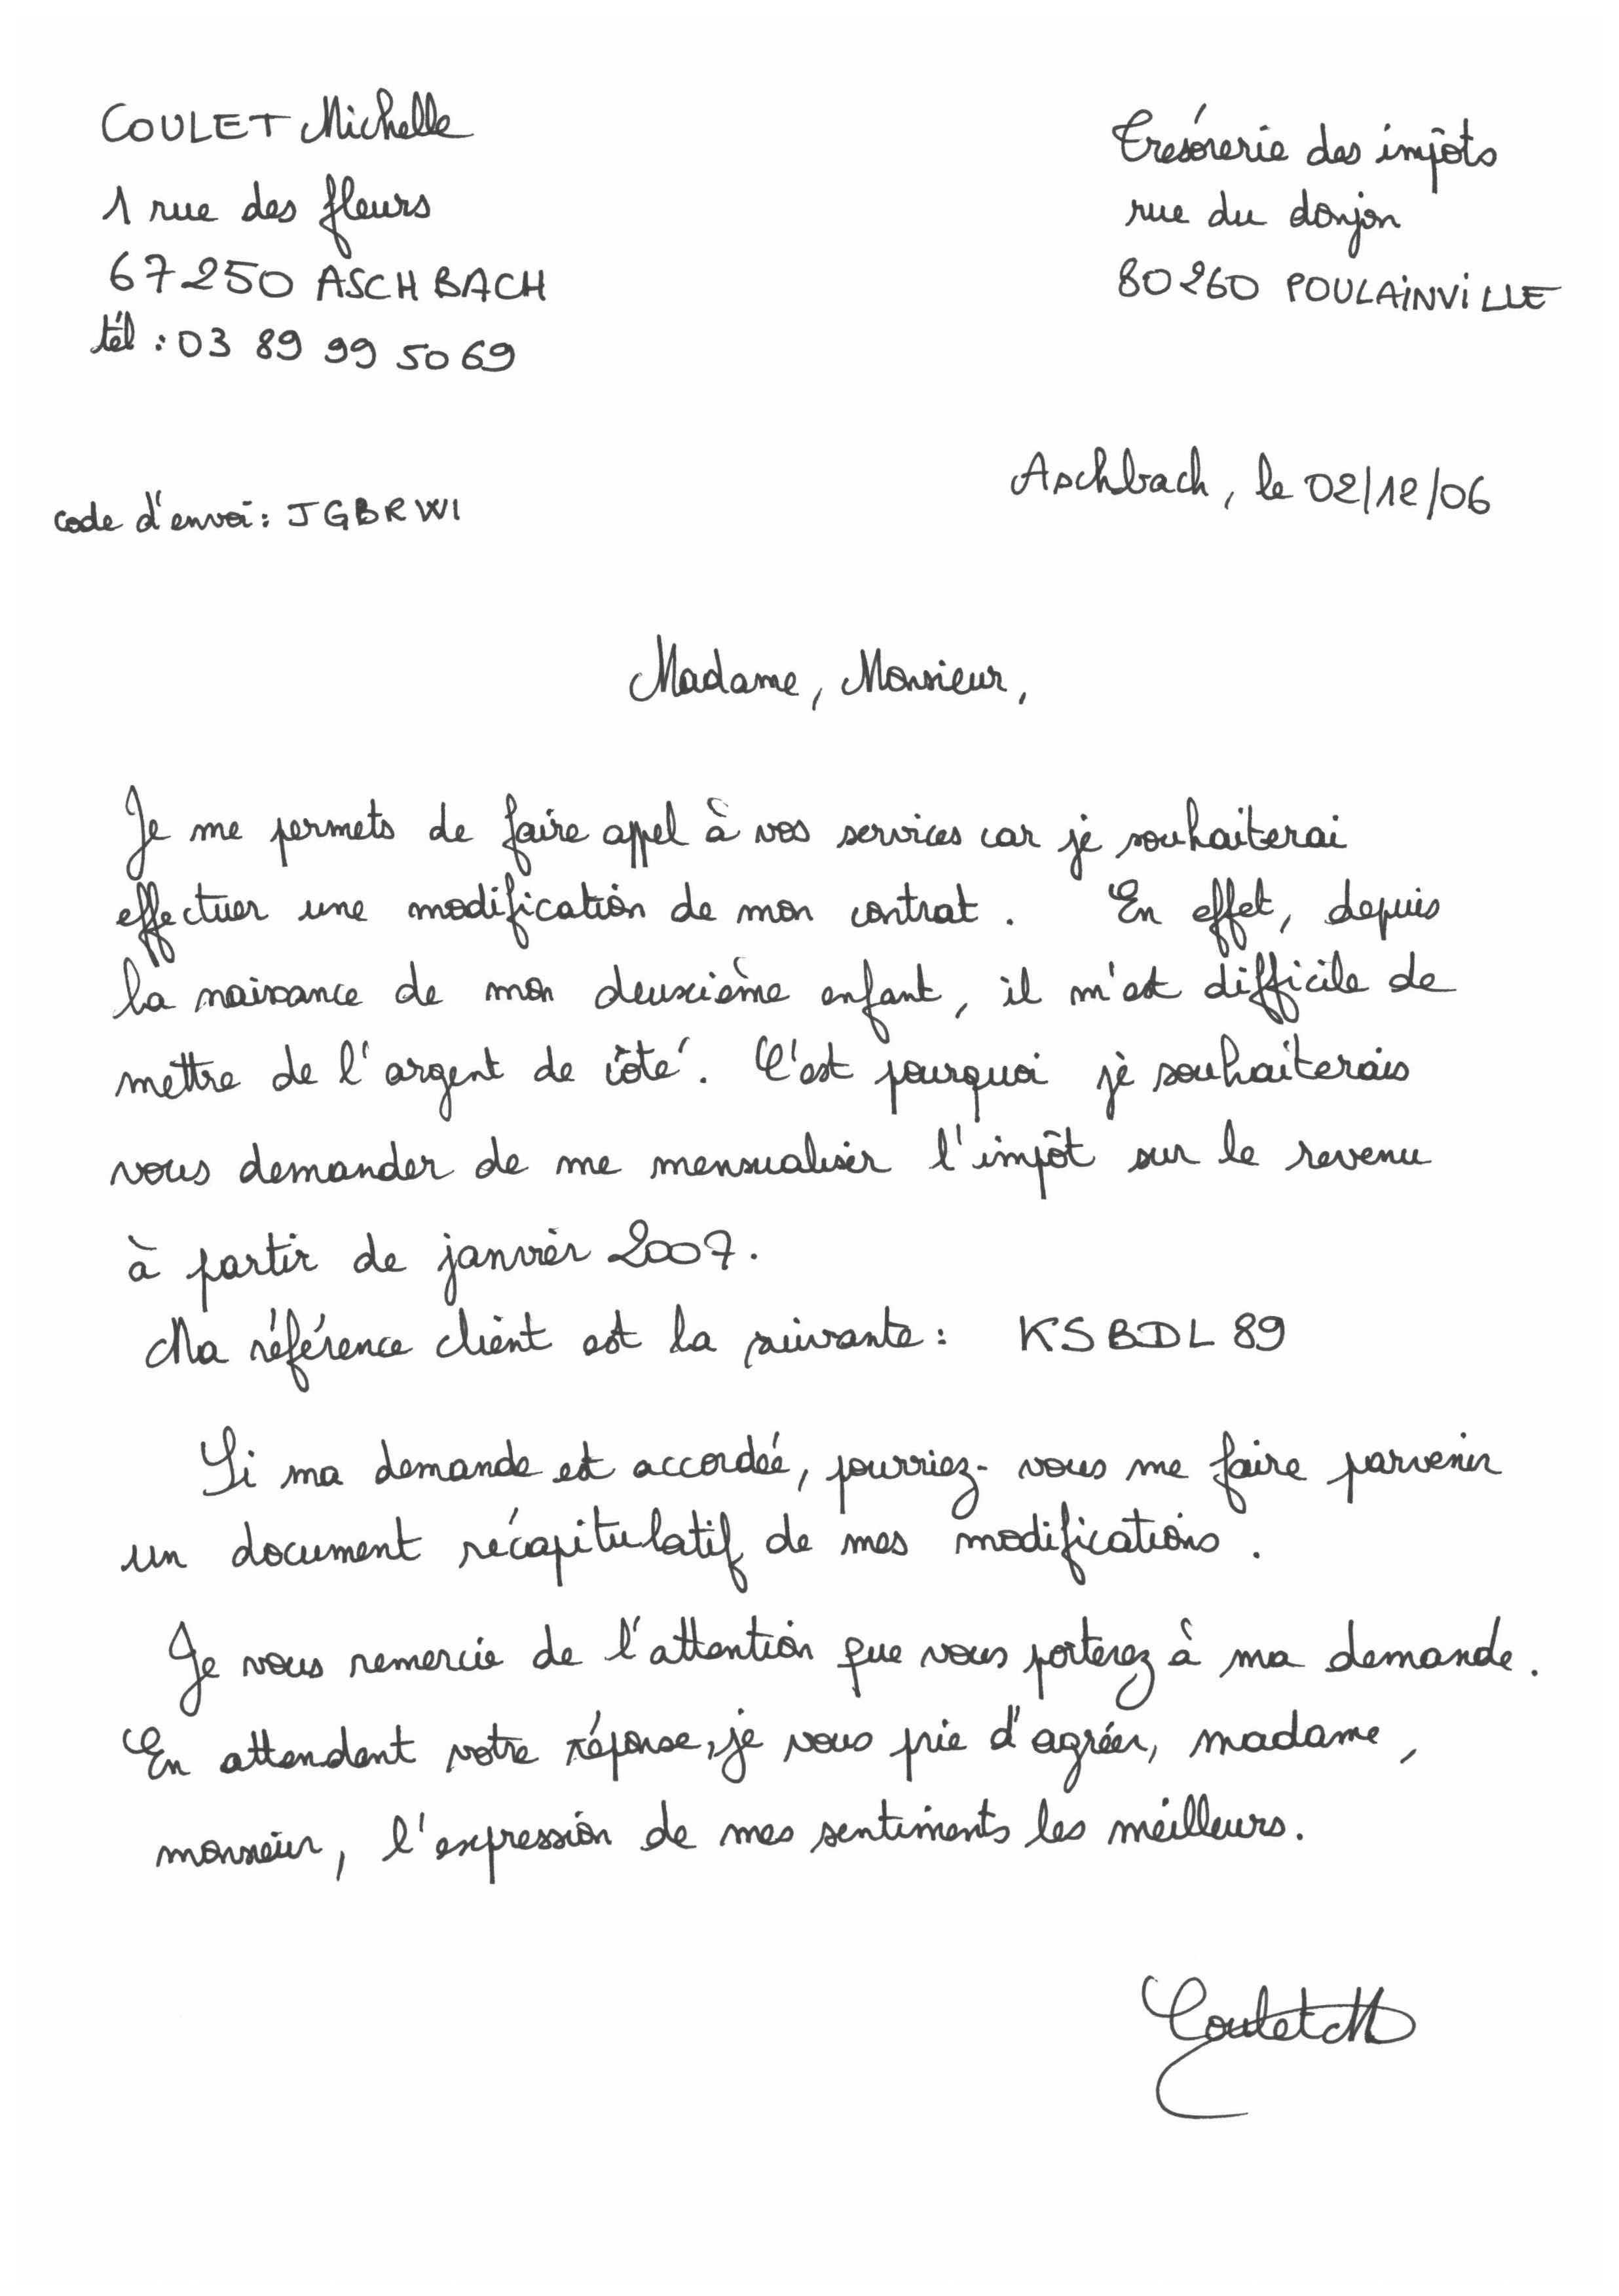 COULET Michelle
1 rue des fleurs
67250 ASCHBACH
tél : 03 89 99 50 69
Trésorerie des impôts
rue du donjon
80260 POULAINVILLE
Aschbach, le 02/12/06
code d'envoi : JGBRWI
Madame, Monsieur,
Je me permets de faire appel à vos services car je souhaiterai
effectuer une modification de mon contrat . En effet, depuis
la naissance de mon deuxième enfant, il m'est difficile de
mettre de l'argent de côté. C'est pourquoi je souhaiterais
vous demander de me mensualiser l'impôt sur le revenu
à partir de janvier 2007.
Ma référence client est la suivante : KSBDL 89
Si ma demande est accordée, pourriez-vous me faire parvenir
un document récapitulatif de mes modifications .
Je vous remercie de l'attention que vous porterez à ma demande.
En attendant votre réponse, je vous prie d'agréer, madame,
monsieur, l'expression de mes sentiments les meilleurs.
Coulet M